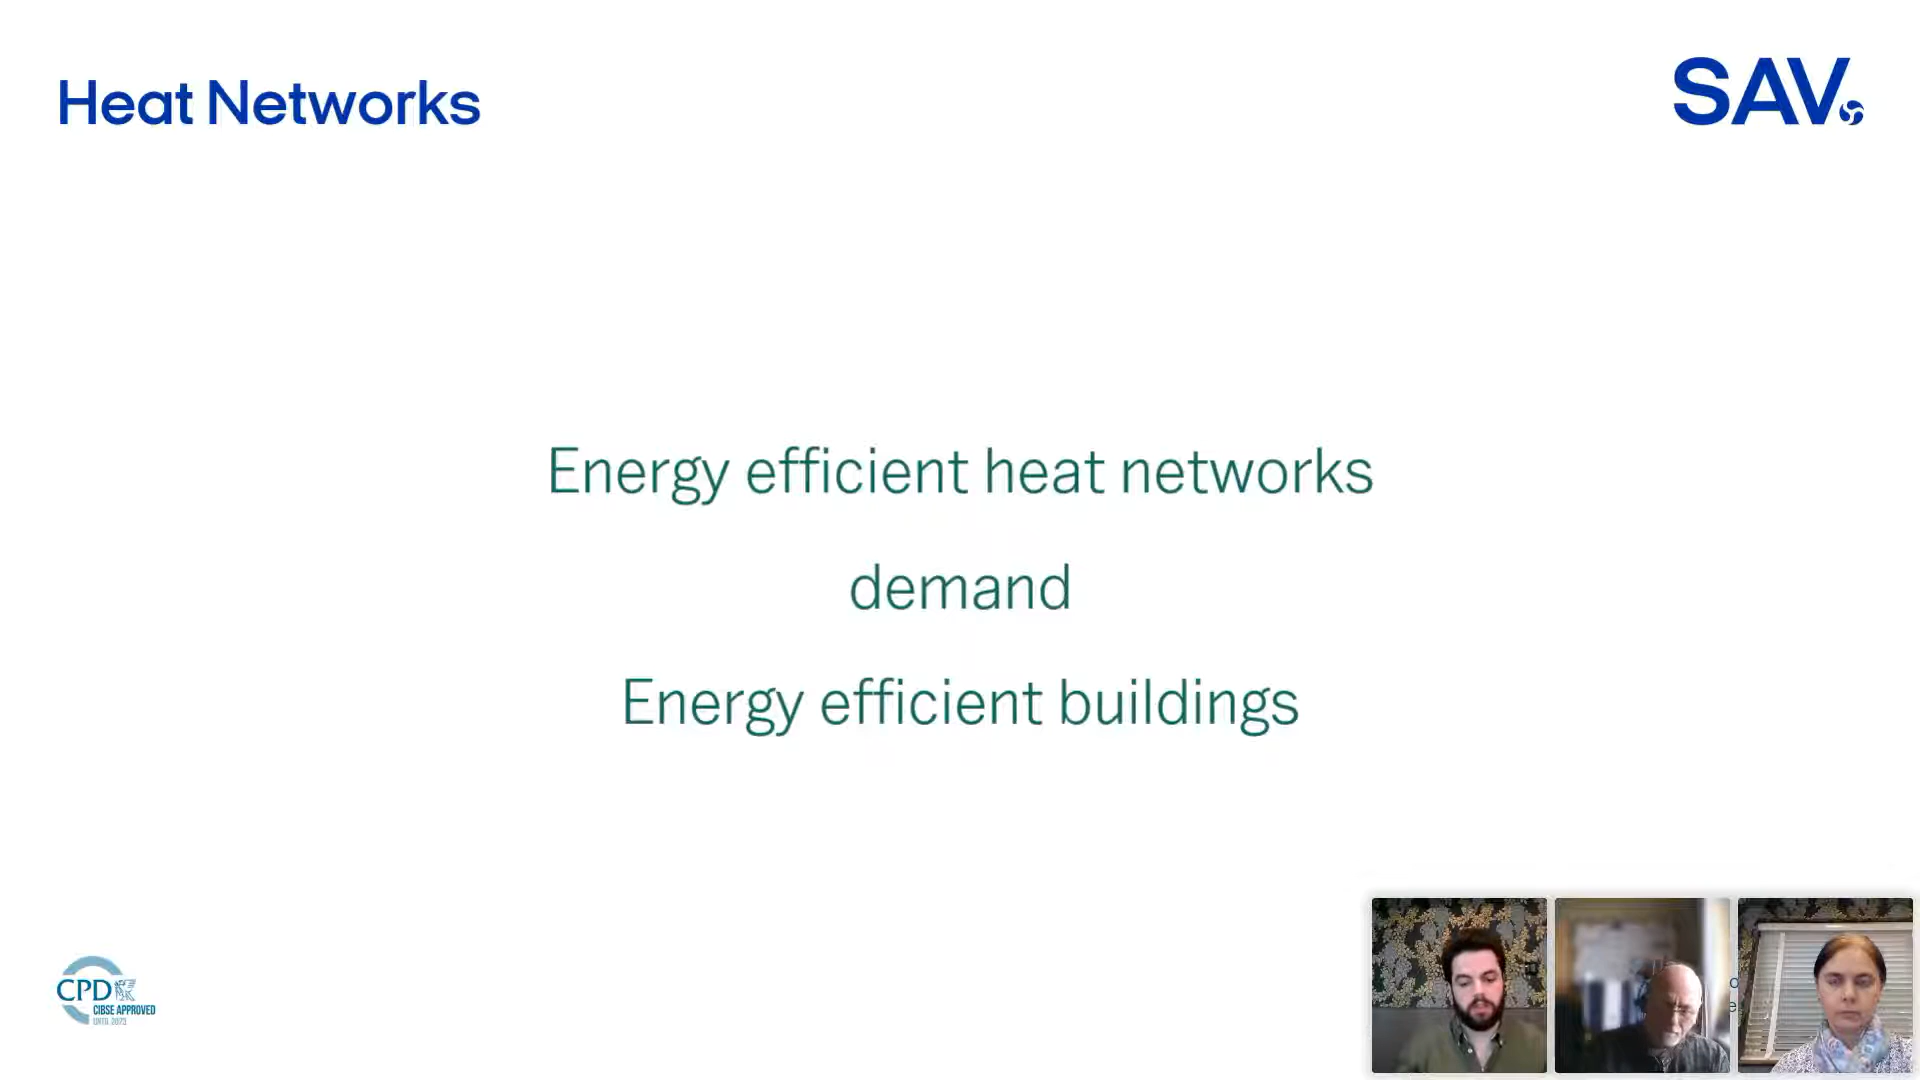 Heat Networks
SAV
Energy efficient heat networks
demand
Energy efficient buildings
CPD
CIBSE APPROVED